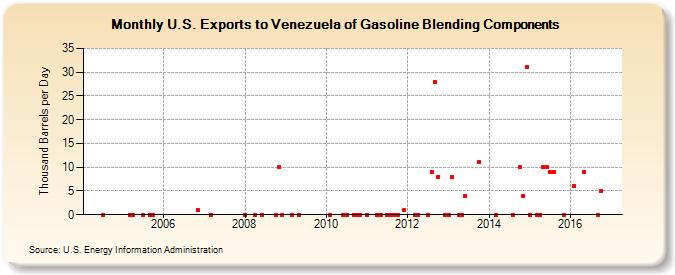 Monthly U.S. Exports to Venezuela of Gasoline Blending Components
Thousand Barrels per Day
35
30
25
20
15
10
5
0
2006 2008 2010 2012 2014 2016
Source: U.S. Energy Information Administration